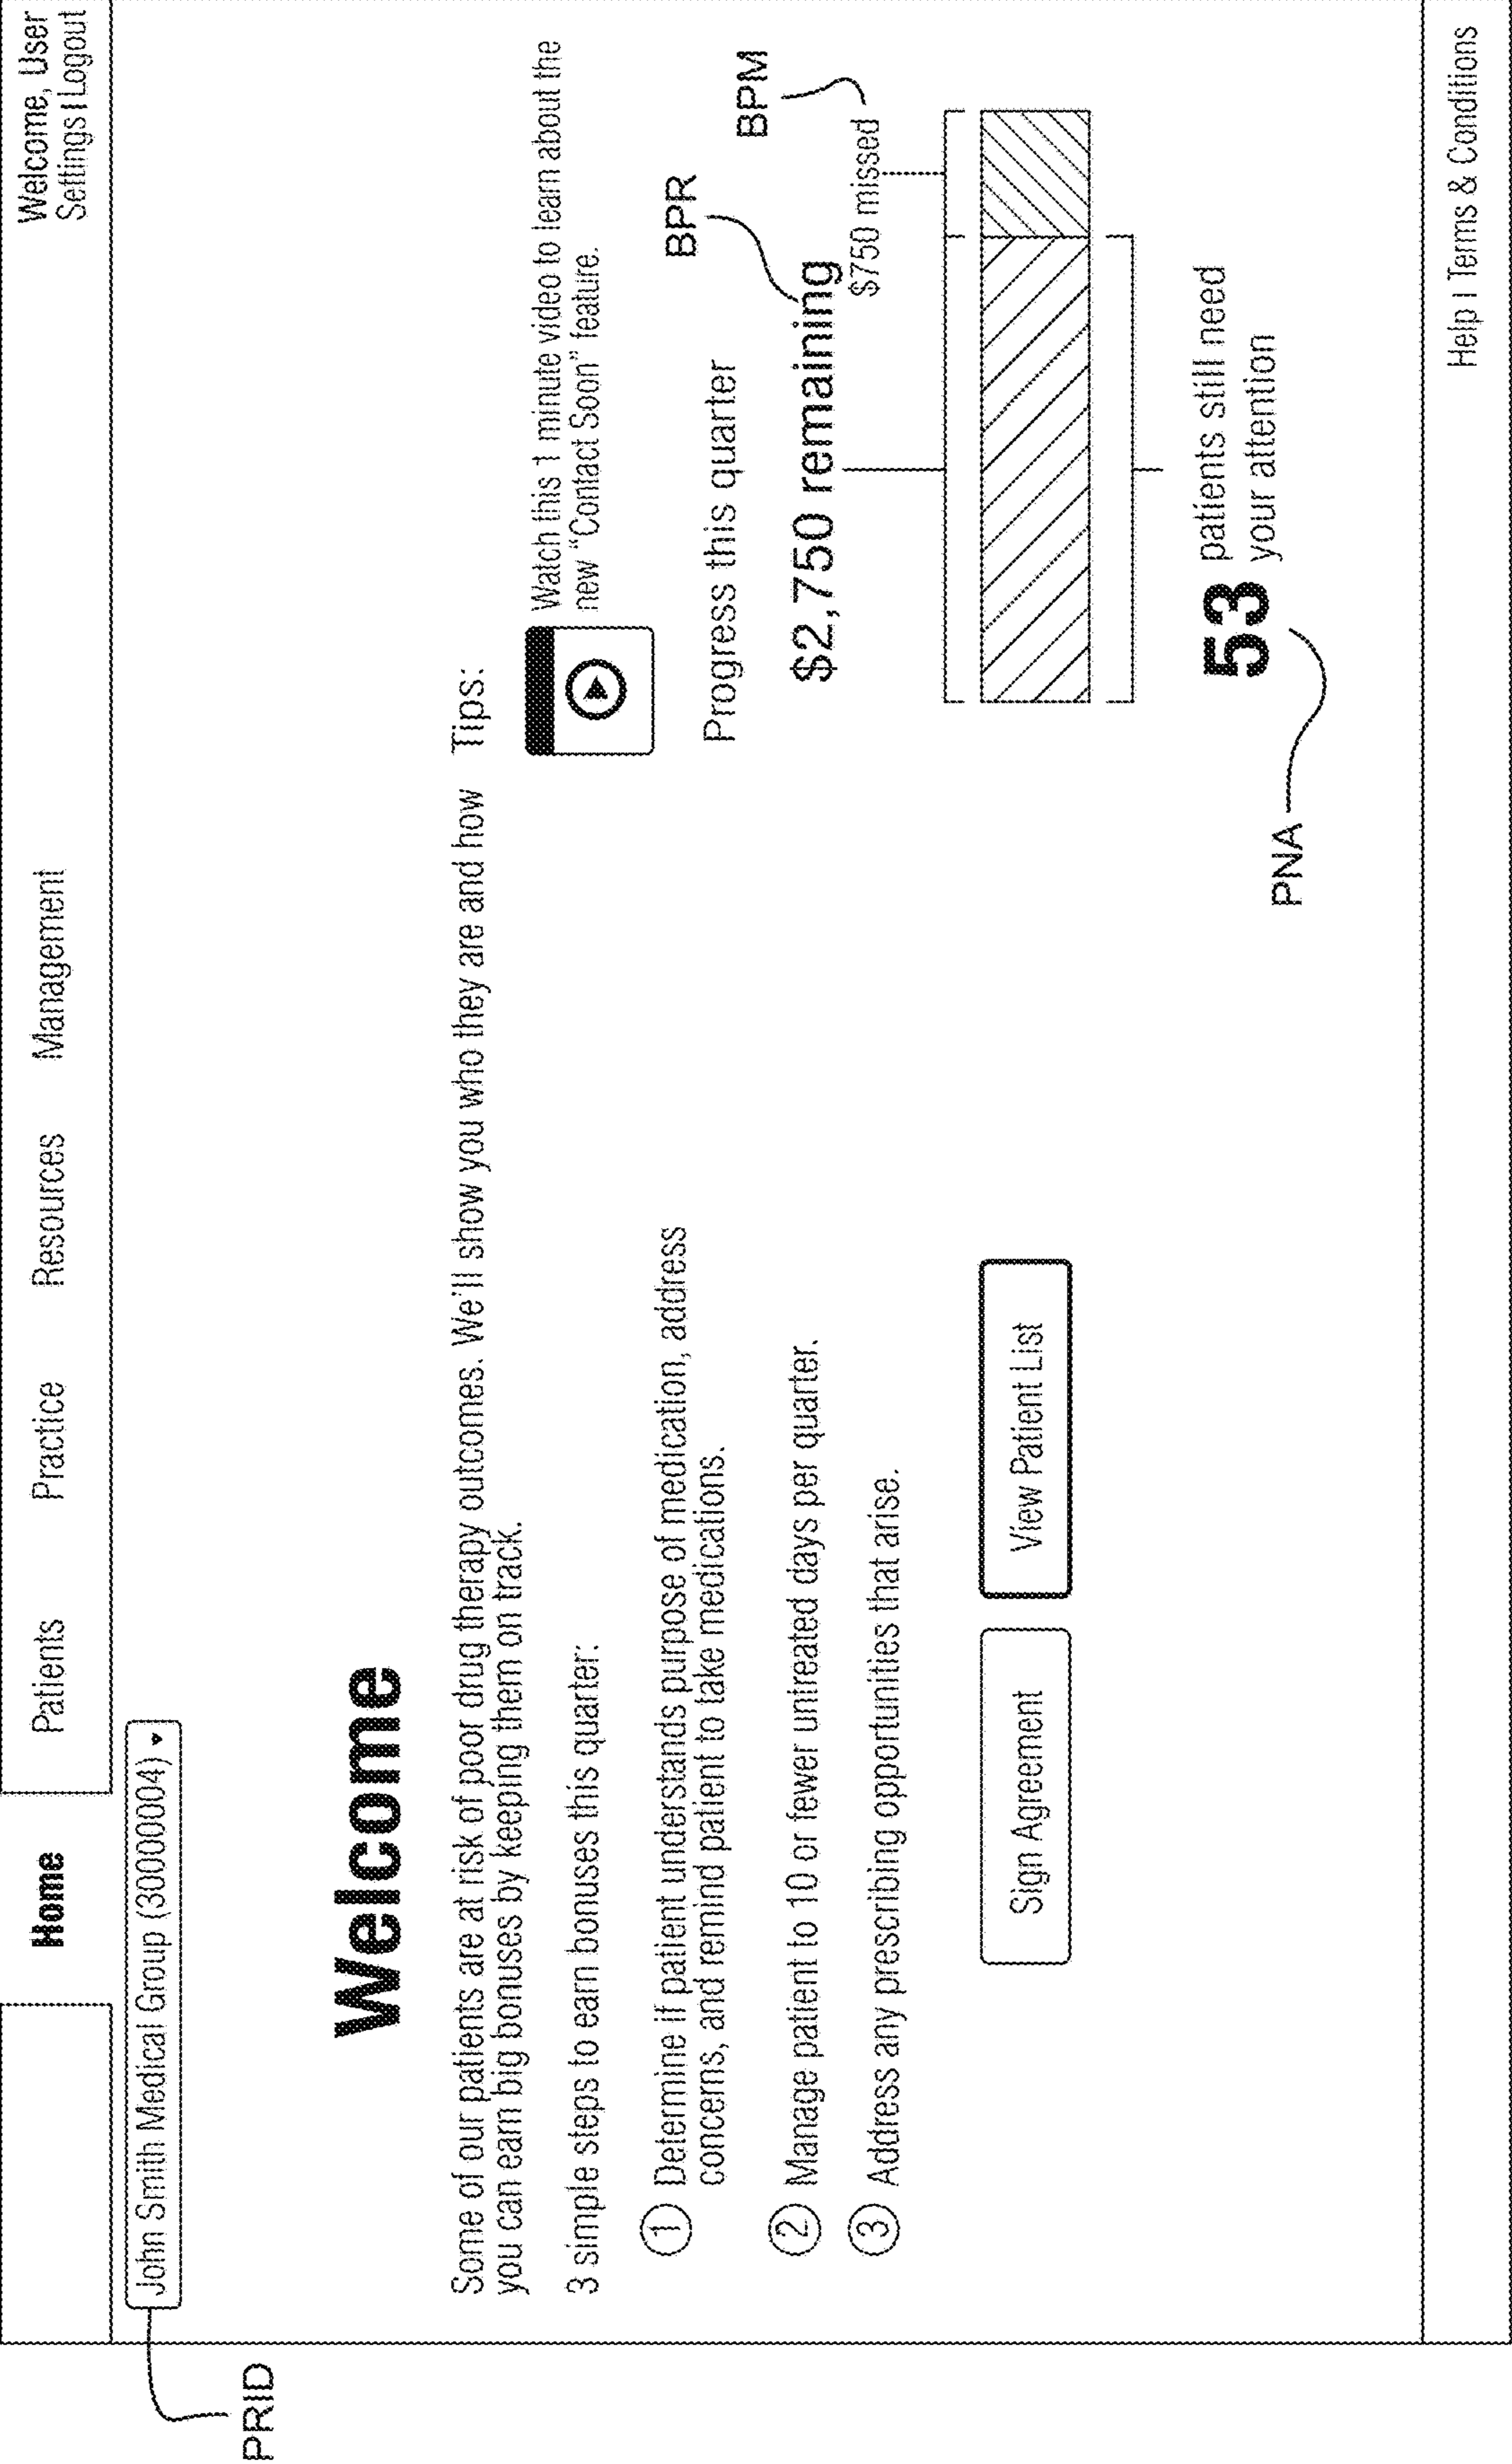 Welcome, User
Settings | Logout
Home
Patients
Practice
Resources
Management
John Smith Medical Group (3000004)
PRID
Welcome
Some of our patients are at risk of poor drug therapy outcomes. We'll show you who they are and how
you can earn big bonuses by keeping them on track.
3 simple steps to earn bonuses this quarter:
1 Determine if patient understands purpose of medication, address
concerns, and remind patient to take medications.
2 Manage patient to 10 or fewer untreated days per quarter.
3 Address any prescribing opportunities that arise.
Sign Agreement
View Patient List
Tips:
Watch this 1 minute video to learn about the
new “Contact Soon” feature.
Progress this quarter
BPR
BPM
$2,750 remaining
$750 missed
53 patients still need
your attention
PNA
Help | Terms & Conditions